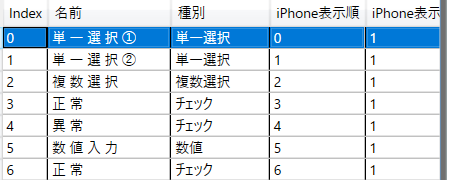 Index 名前 種別 iPhone表示順 iPhone表示
0 単一選択① 単一選択 0 1
1 単一選択② 単一選択 1 1
2 複数選択 複数選択 2 1
3 正常 チェック 3 1
4 異常 チェック 4 1
5 数値入力 数値 5 1
6 正常 チェック 6 1